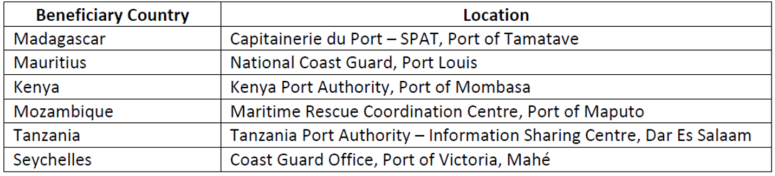 Beneficiary Country Location
Madagascar Capitainerie du Port – SPAT, Port of Tamatave
Mauritius National Coast Guard, Port Louis
Kenya Kenya Port Authority, Port of Mombasa
Mozambique Maritime Rescue Coordination Centre, Port of Maputo
Tanzania Tanzania Port Authority – Information Sharing Centre, Dar Es Salaam
Seychelles Coast Guard Office, Port of Victoria, Mahé